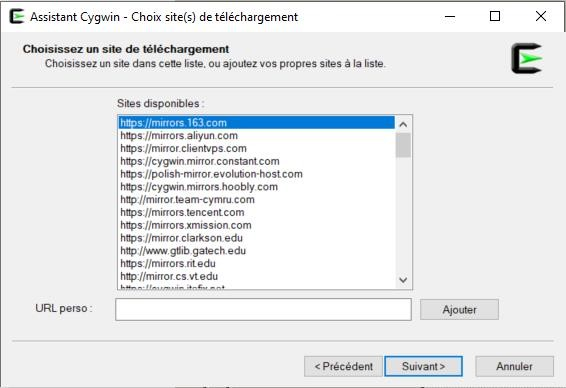 Assistant Cygwin - Choix site(s) de téléchargement
Choisissez un site de téléchargement
Choisissez un site dans cette liste, ou ajoutez vos propres sites à la liste.
Sites disponibles :
https://mirrors.163.com
https://mirrors.aliyun.com
https://mirror.clientvps.com
https://cygwin.mirror.constant.com
https://polish-mirror.evolution-host.com
https://cygwin.mirrors.hoobly.com
http://mirror.team-cymru.com
https://mirrors.tencent.com
https://mirrors.xmission.com
https://mirror.clarkson.edu
http://www.gtlib.gatech.edu
https://mirrors.rit.edu
http://mirror.cs.vt.edu
https://cygwin.itefix.net
URL perso :
Ajouter
< Précédent
Suivant >
Annuler